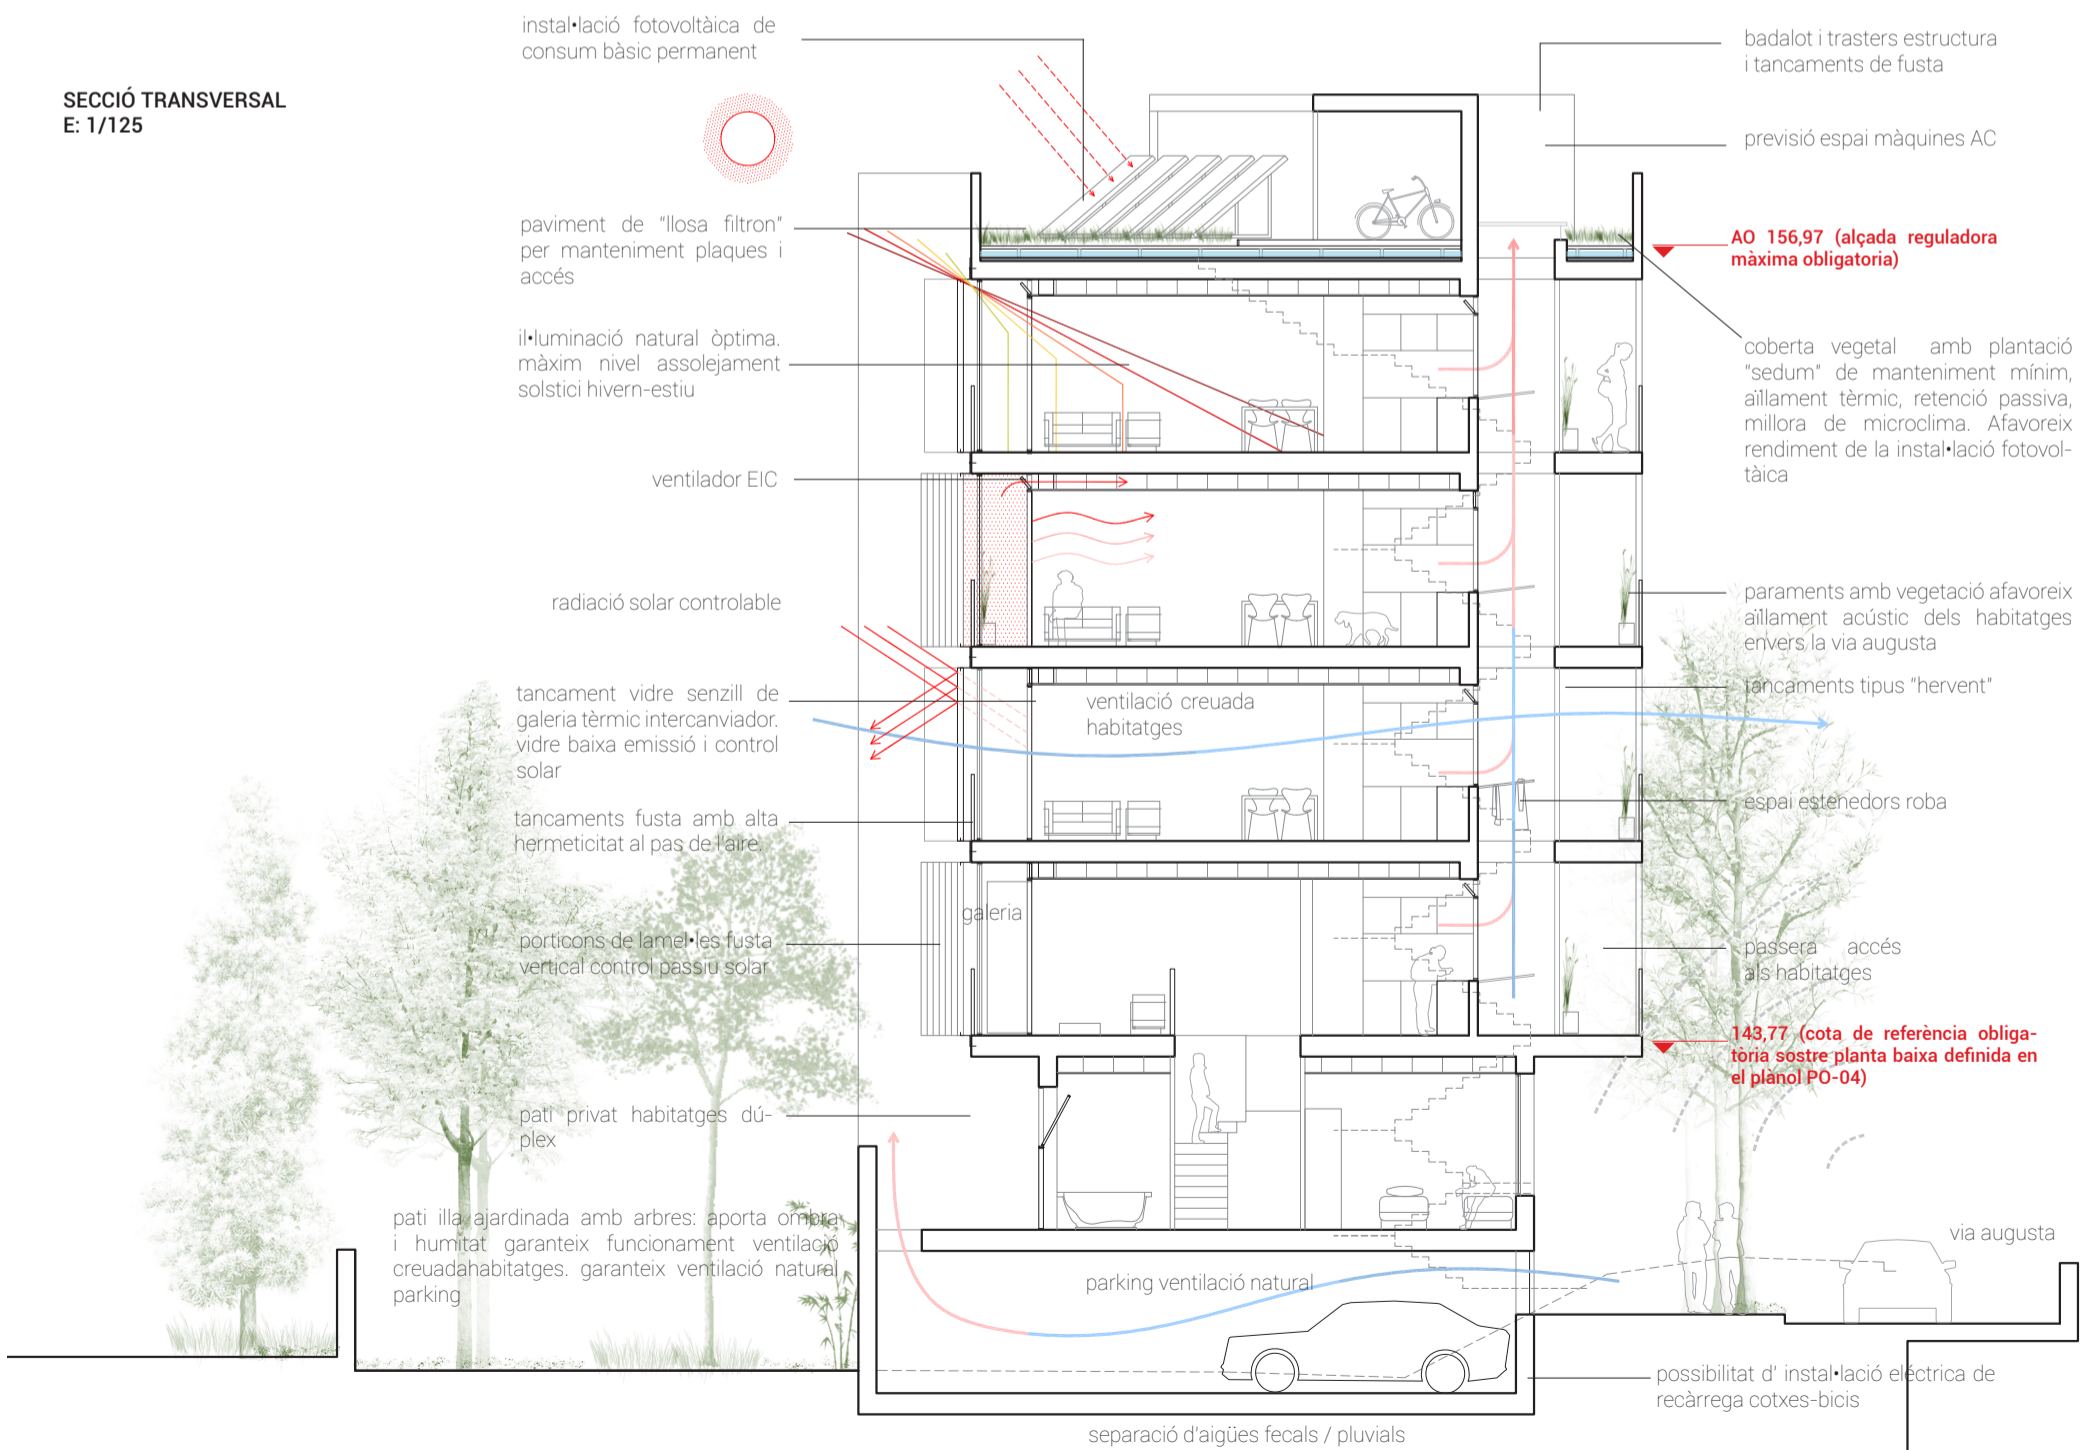 SECCIÓ TRANSVERSAL
E: 1/125
instal•lació fotovoltàica de
consum bàsic permanent
paviment de "llosa filtron"
per manteniment plaques i
accés
il•luminació natural òptima.
màxim nivel assolejament
solstici hivern-estiu
ventilador EIC
radiació solar controlable
tancament vidre senzill de
galeria tèrmic intercanviador.
vidre baixa emissió i control
solar
tancaments fusta amb alta
hermeticitat al pas de l'aire.
porticons de lamel•les fusta
vertical control passiu solar
pati privat habitatges dú-
plex
pati illa ajardinada amb arbres: aporta ombra
i humitat garanteix funcionament ventilació
creuadahabitatges. garanteix ventilació natural
parking
ventilació creuada
habitatges
galeria
parking ventilació natural
separació d'aigües fecals / pluvials
badalot i trasters estructura
i tancaments de fusta
previsió espai màquines AC
AO 156,97 (alçada reguladora
màxima obligatoria)
coberta vegetal amb plantació
"sedum" de manteniment mínim,
aïllament tèrmic, retenció passiva,
millora de microclima. Afavoreix
rendiment de la instal•lació fotovol-
tàica
paraments amb vegetació afavoreix
aïllament acústic dels habitatges
envers la via augusta
tancaments tipus "hervent"
espai estenedors roba
passera accés
als habitatges
143,77 (cota de referència obliga-
tòria sostre planta baixa definida en
el plànol PO-04)
via augusta
possibilitat d' instal•lació eléctrica de
recàrrega cotxes-bicis